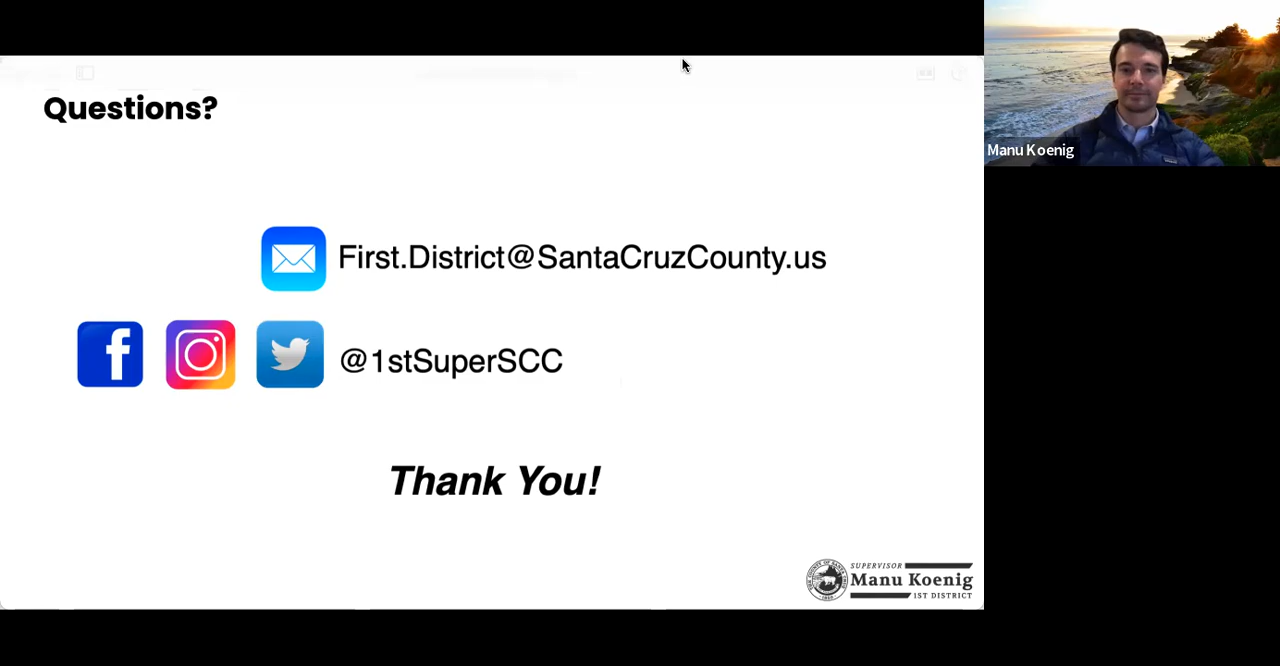 Questions?
First.District@SantaCruzCounty.us
@1stSuperSCC
Thank You!
SUPERVISOR
Manu Koenig
1ST DISTRICT
Manu Koenig